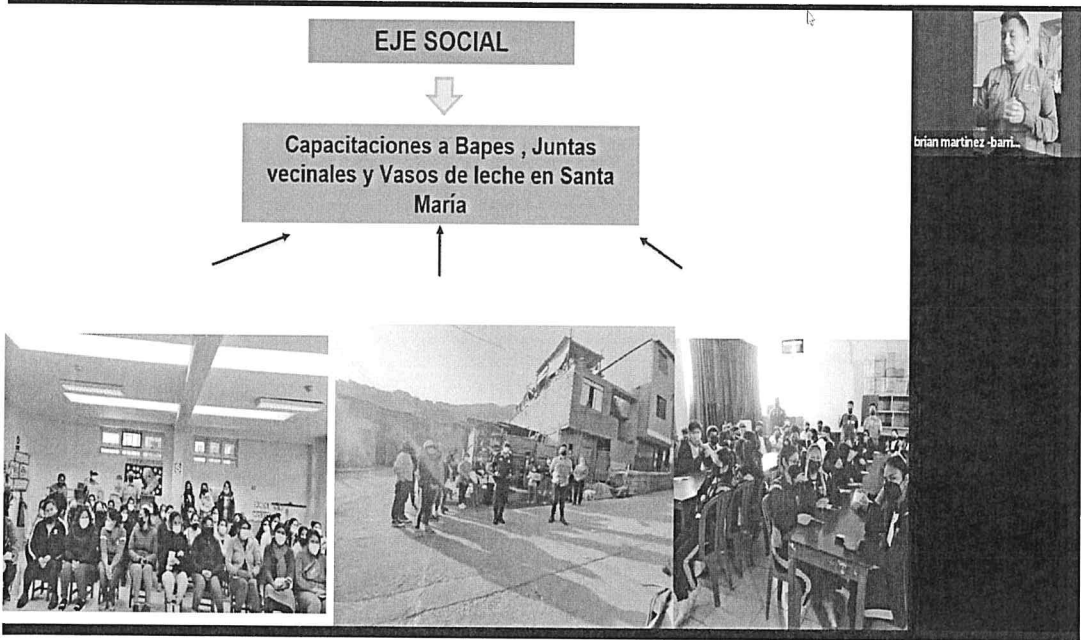 EJE SOCIAL
Capacitaciones a Bapes , Juntas
vecinales y Vasos de leche en Santa
María
brian martinez -barri...